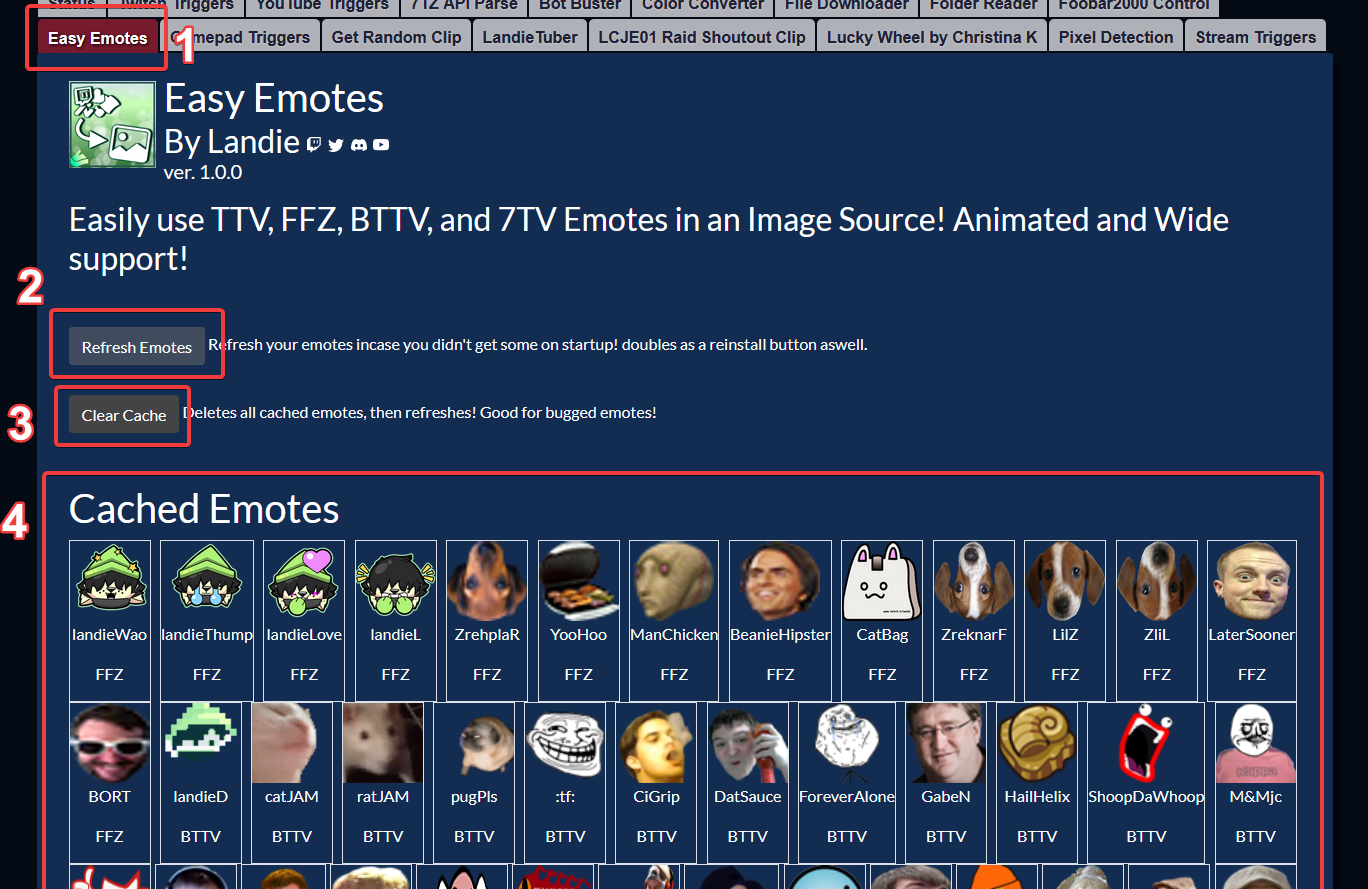 Status Twitch Triggers YouTube Triggers 7TZ API Parse Bot Buster Color Converter File Downloader Folder Reader Foobar2000 Control
Easy Emotes 1 Gamepad Triggers Get Random Clip LandieTuber LCJE01 Raid Shoutout Clip Lucky Wheel by Christina K Pixel Detection Stream Triggers
Easy Emotes
By Landie
ver. 1.0.0
Easily use TTV, FFZ, BTTV, and 7TV Emotes in an Image Source! Animated and Wide
support!
2
Refresh Emotes Refresh your emotes incase you didn't get some on startup! doubles as a reinstall button aswell.
3
Clear Cache Deletes all cached emotes, then refreshes! Good for bugged emotes!
4
Cached Emotes
landieWao landieThump landieLove landieL ZrehplaR YooHoo ManChicken BeanieHipster CatBag ZreknarF LilZ ZliL LaterSooner
FFZ FFZ FFZ FFZ FFZ FFZ FFZ FFZ FFZ FFZ FFZ FFZ FFZ
BORT landieD catJAM ratJAM pugPls :tf: CiGrip DatSauce ForeverAlone GabeN HailHelix ShoopDaWhoop M&Mjc
FFZ BTTV BTTV BTTV BTTV BTTV BTTV BTTV BTTV BTTV BTTV BTTV BTTV